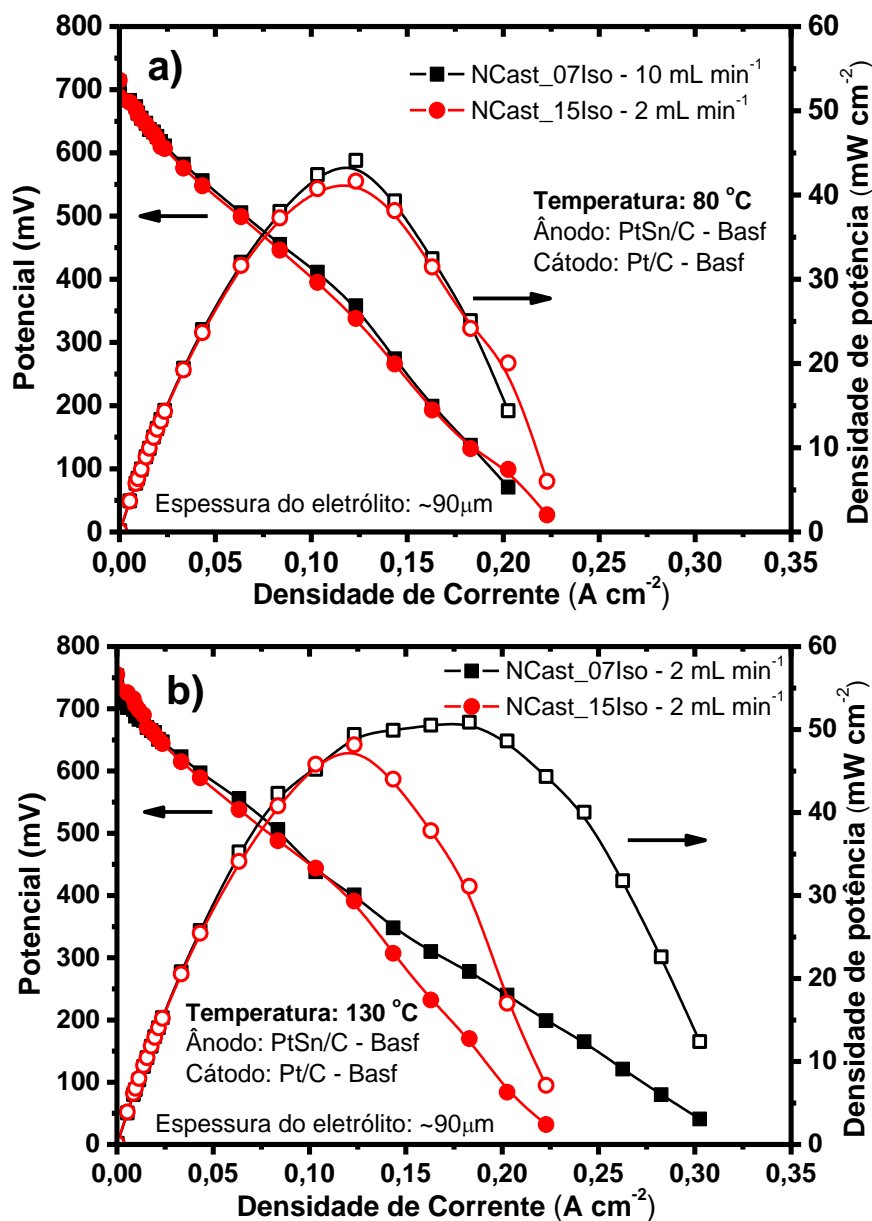 a)
NCast_07Iso - 10 mL min⁻¹
NCast_15Iso - 2 mL min⁻¹
Temperatura: 80 °C
Ânodo: PtSn/C - Basf
Cátodo: Pt/C - Basf
Espessura do eletrólito: ~90μm
Potencial (mV)
800
700
600
500
400
300
200
100
0
Densidade de potência (mW cm⁻²)
60
50
40
30
20
10
0
0,00 0,05 0,10 0,15 0,20 0,25 0,30 0,35
Densidade de Corrente (A cm⁻²)
b)
NCast_07Iso - 2 mL min⁻¹
NCast_15Iso - 2 mL min⁻¹
Temperatura: 130 °C
Ânodo: PtSn/C - Basf
Cátodo: Pt/C - Basf
Espessura do eletrólito: ~90μm
Potencial (mV)
800
700
600
500
400
300
200
100
0
Densidade de potência (mW cm⁻²)
60
50
40
30
20
10
0
0,00 0,05 0,10 0,15 0,20 0,25 0,30 0,35
Densidade de Corrente (A cm⁻²)